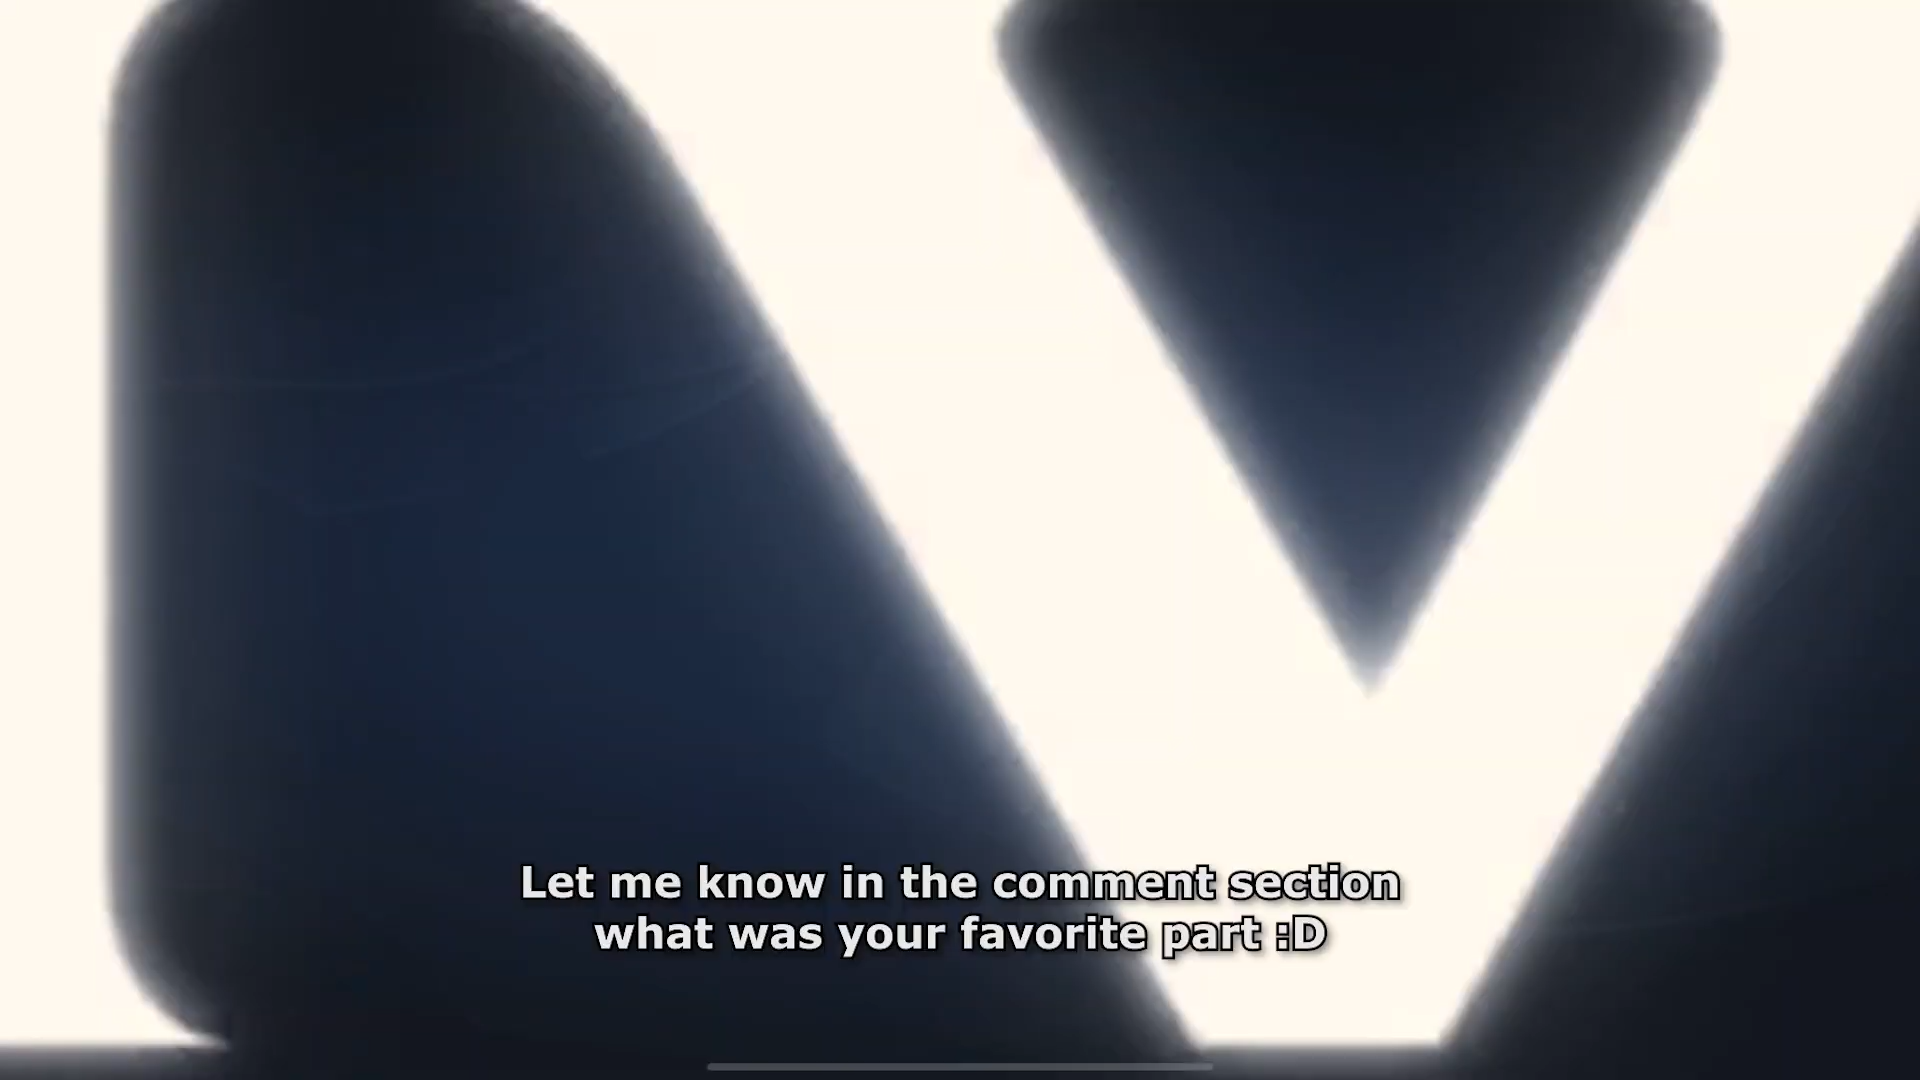 Let me know in the comment section
what was your favorite part :D